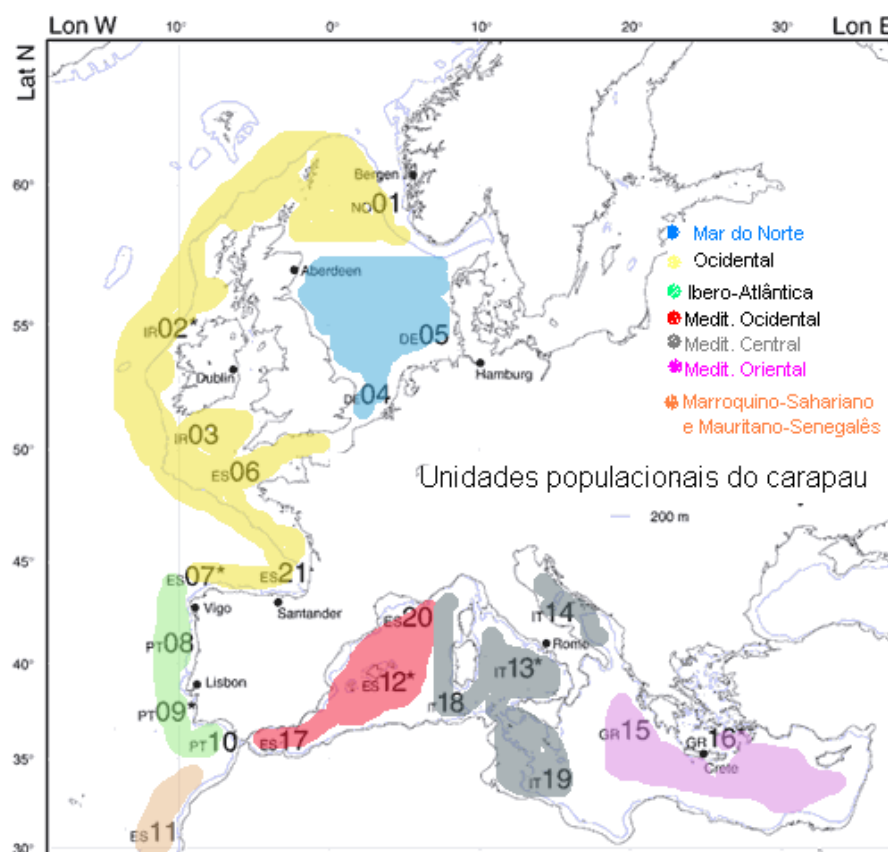 Lon W 10° 0° 10° 20° 30° Lon E
Lat N
60°
55°
50°
45°
40°
35°
30°
Bergen
NO01
Aberdeen
IR02*
DE05
Dublin
Hamburg
DE04
IR03
ES06
Mar do Norte
Ocidental
Ibero-Atlântica
Medit. Ocidental
Medit. Central
Medit. Oriental
Marroquino-Sahariano
e Mauritano-Senegalês
Unidades populacionais do carapau
200 m
ES07*
ES21
Vigo
Santander
ES20
IT14
PT08
Rome
IT13*
Lisbon
ES12*
PT09*
IT18
PT10
ES17
GR15
GR16*
Crete
IT19
ES11